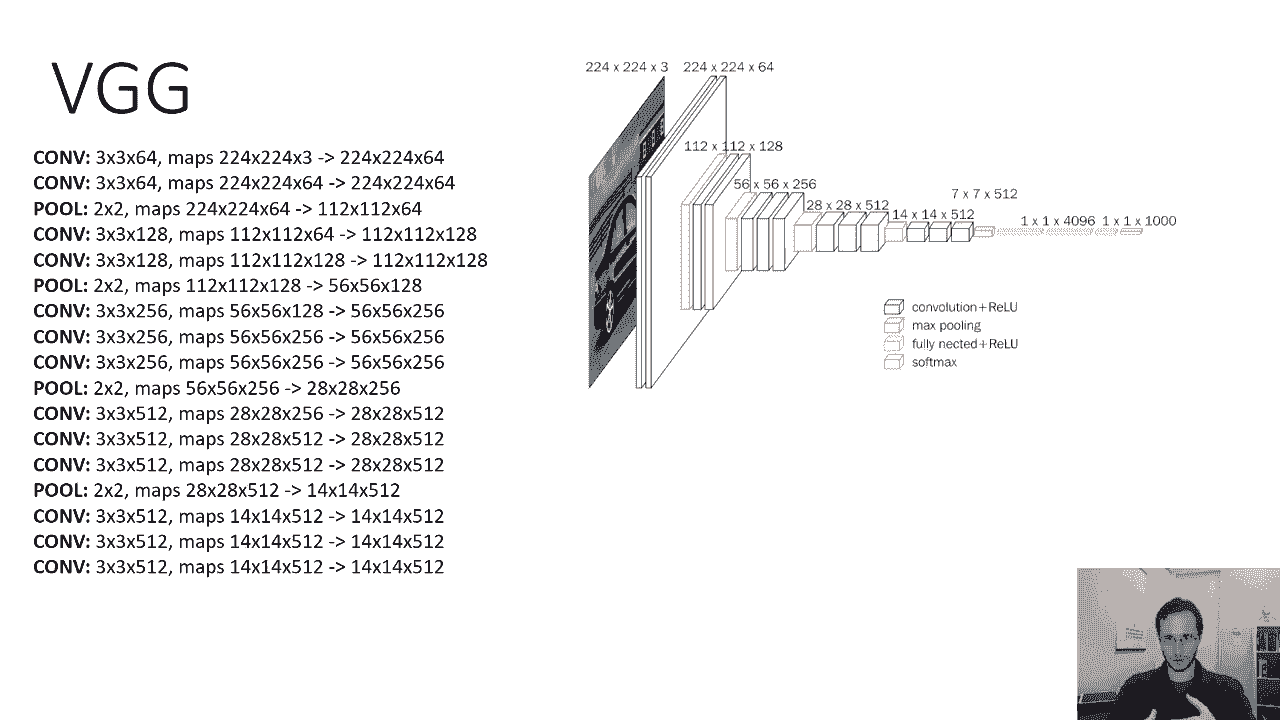 VGG
CONV: 3x3x64, maps 224x224x3 -> 224x224x64
CONV: 3x3x64, maps 224x224x64 -> 224x224x64
POOL: 2x2, maps 224x224x64 -> 112x112x64
CONV: 3x3x128, maps 112x112x64 -> 112x112x128
CONV: 3x3x128, maps 112x112x128 -> 112x112x128
POOL: 2x2, maps 112x112x128 -> 56x56x128
CONV: 3x3x256, maps 56x56x128 -> 56x56x256
CONV: 3x3x256, maps 56x56x256 -> 56x56x256
CONV: 3x3x256, maps 56x56x256 -> 56x56x256
POOL: 2x2, maps 56x56x256 -> 28x28x256
CONV: 3x3x512, maps 28x28x256 -> 28x28x512
CONV: 3x3x512, maps 28x28x512 -> 28x28x512
CONV: 3x3x512, maps 28x28x512 -> 28x28x512
POOL: 2x2, maps 28x28x512 -> 14x14x512
CONV: 3x3x512, maps 14x14x512 -> 14x14x512
CONV: 3x3x512, maps 14x14x512 -> 14x14x512
CONV: 3x3x512, maps 14x14x512 -> 14x14x512
224 x 224 x 3
224 x 224 x 64
112 x 112 x 128
56 x 56 x 256
28 x 28 x 512
14 x 14 x 512
7 x 7 x 512
1 x 1 x 4096
1 x 1 x 1000
convolution+ReLU
max pooling
fully nected+ReLU
softmax